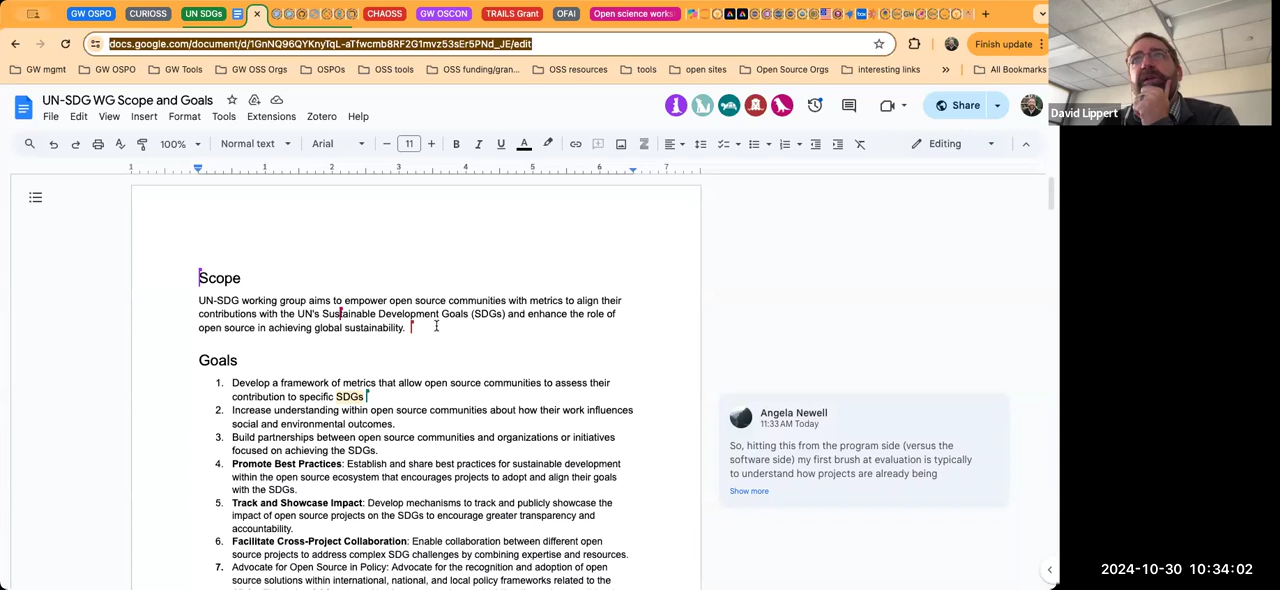 GW OSPO
CURIOSS
UN SDGs
CHAOSS
GW OSCON
TRAILS Grant
OFAI
Open science works
docs.google.com/document/d/1GnNQ96QYKnyTqL-aTfwcmb8RF2G1mvz53sEr5PNd_JE/edit
Finish update
GW mgmt
GW OSPO
GW Tools
GW OSS Orgs
OSPOs
OSS tools
OSS funding/gran...
OSS resources
tools
open sites
Open Source Orgs
interesting links
»
All Bookmarks
David Lippert
UN-SDG WG Scope and Goals
File Edit View Insert Format Tools Extensions Zotero Help
Share
100%
Normal text
Arial
11
B I U A
Editing
1 1 2 3 4 5 6 7
Scope
UN-SDG working group aims to empower open source communities with metrics to align their
contributions with the UN's Sustainable Development Goals (SDGs) and enhance the role of
open source in achieving global sustainability.
Goals
1. Develop a framework of metrics that allow open source communities to assess their
contribution to specific SDGs
2. Increase understanding within open source communities about how their work influences
social and environmental outcomes.
3. Build partnerships between open source communities and organizations or initiatives
focused on achieving the SDGs.
4. Promote Best Practices: Establish and share best practices for sustainable development
within the open source ecosystem that encourages projects to adopt and align their goals
with the SDGs.
5. Track and Showcase Impact: Develop mechanisms to track and publicly showcase the
impact of open source projects on the SDGs to encourage greater transparency and
accountability.
6. Facilitate Cross-Project Collaboration: Enable collaboration between different open
source projects to address complex SDG challenges by combining expertise and resources.
7. Advocate for Open Source in Policy: Advocate for the recognition and adoption of open
source solutions within international, national, and local policy frameworks related to the
Angela Newell
11:33 AM Today
So, hitting this from the program side (versus the
software side) my first brush at evaluation is typically
to understand how projects are already being
Show more
2024-10-30 10:34:02